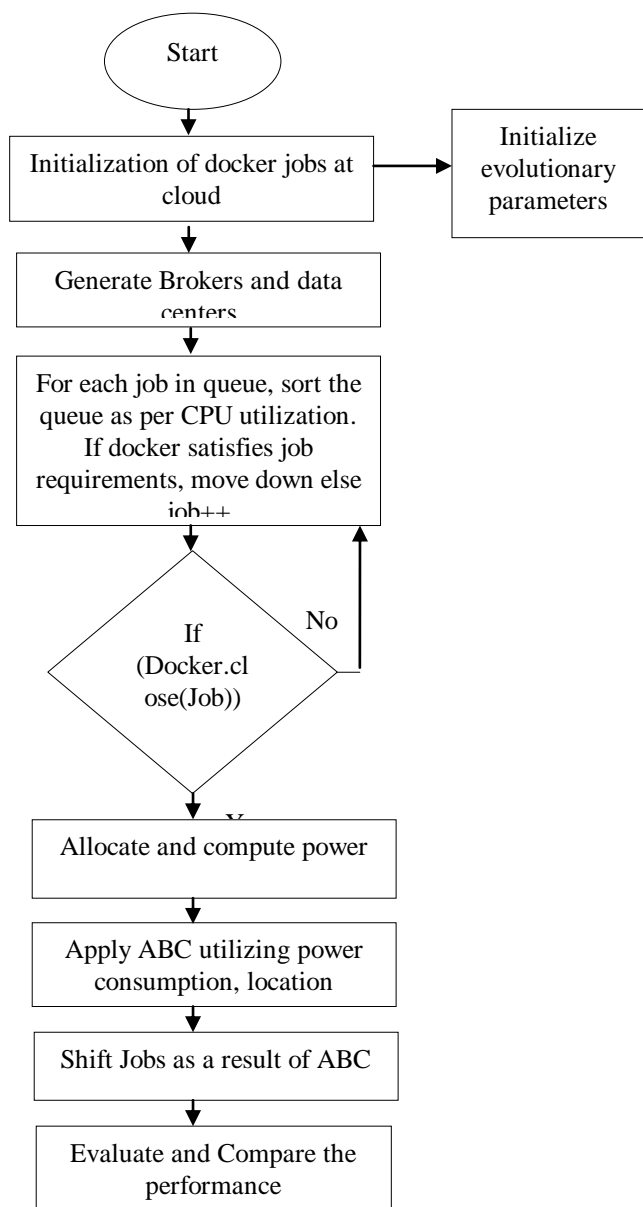 Start
Initialization of docker jobs at
cloud
Initialize
evolutionary
parameters
Generate Brokers and data
centers
For each job in queue, sort the
queue as per CPU utilization.
If docker satisfies job
requirements, move down else
job++
No
If
(Docker.cl
ose(Job))
Allocate and compute power
Apply ABC utilizing power
consumption, location
Shift Jobs as a result of ABC
Evaluate and Compare the
performance